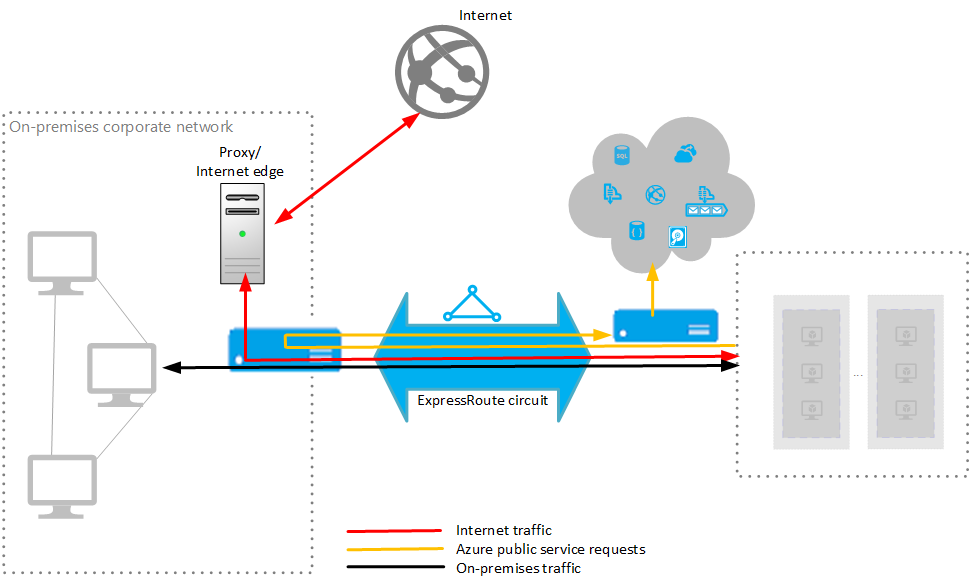 Internet
On-premises corporate network
Proxy/
Internet edge
SQL
ExpressRoute circuit
...
Internet traffic
Azure public service requests
On-premises traffic